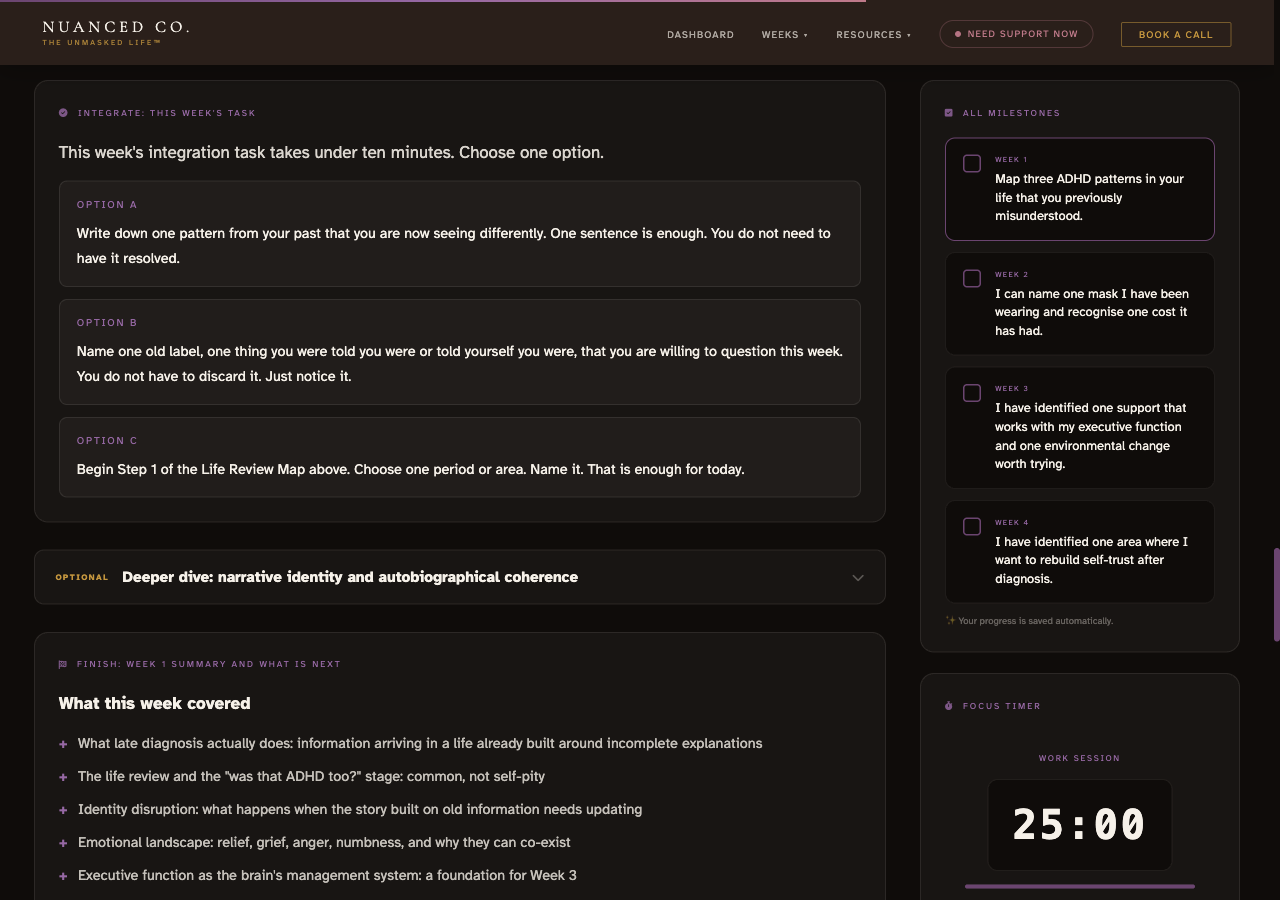 NUANCED CO.
THE UNMASKED LIFE™
DASHBOARD
WEEKS ▾
RESOURCES ▾
NEED SUPPORT NOW
BOOK A CALL
INTEGRATE: THIS WEEK'S TASK
This week's integration task takes under ten minutes. Choose one option.
OPTION A
Write down one pattern from your past that you are now seeing differently. One sentence is enough. You do not need to
have it resolved.
OPTION B
Name one old label, one thing you were told you were or told yourself you were, that you are willing to question this week.
You do not have to discard it. Just notice it.
OPTION C
Begin Step 1 of the Life Review Map above. Choose one period or area. Name it. That is enough for today.
OPTIONAL
Deeper dive: narrative identity and autobiographical coherence
FINISH: WEEK 1 SUMMARY AND WHAT IS NEXT
What this week covered
+ What late diagnosis actually does: information arriving in a life already built around incomplete explanations
+ The life review and the "was that ADHD too?" stage: common, not self-pity
+ Identity disruption: what happens when the story built on old information needs updating
+ Emotional landscape: relief, grief, anger, numbness, and why they can co-exist
+ Executive function as the brain's management system: a foundation for Week 3
ALL MILESTONES
WEEK 1
Map three ADHD patterns in your
life that you previously
misunderstood.
WEEK 2
I can name one mask I have been
wearing and recognise one cost it
has had.
WEEK 3
I have identified one support that
works with my executive function
and one environmental change
worth trying.
WEEK 4
I have identified one area where I
want to rebuild self-trust after
diagnosis.
✨ Your progress is saved automatically.
FOCUS TIMER
WORK SESSION
25:00